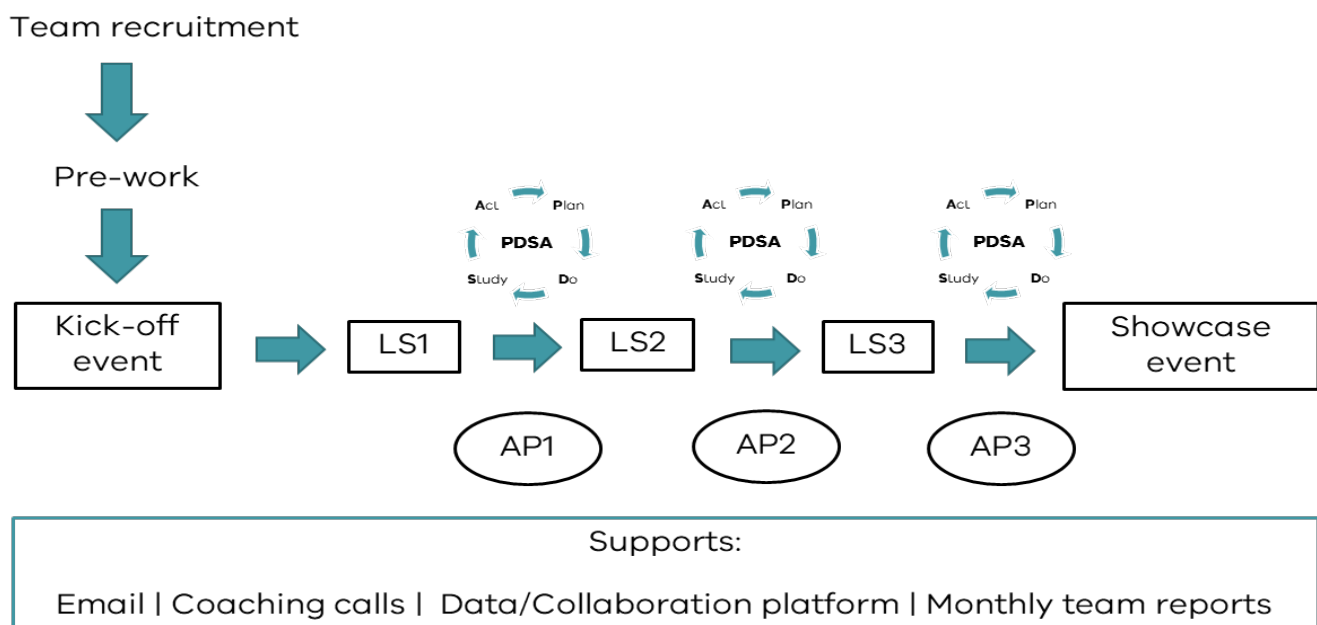 Team recruitment
Pre-work
Kick-off
event
LS1
Act
Plan
PDSA
Study
Do
AP1
LS2
Act
Plan
PDSA
Study
Do
AP2
LS3
Act
Plan
PDSA
Study
Do
AP3
Showcase
event
Supports:
Email | Coaching calls | Data/Collaboration platform | Monthly team reports